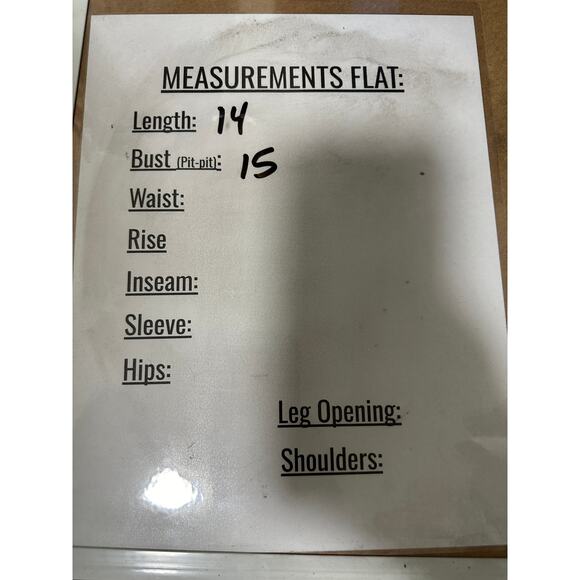 MEASUREMENTS FLAT:
Length: 14
Bust (Pit-pit): 15
Waist:
Rise
Inseam:
Sleeve:
Hips:
Leg Opening:
Shoulders: